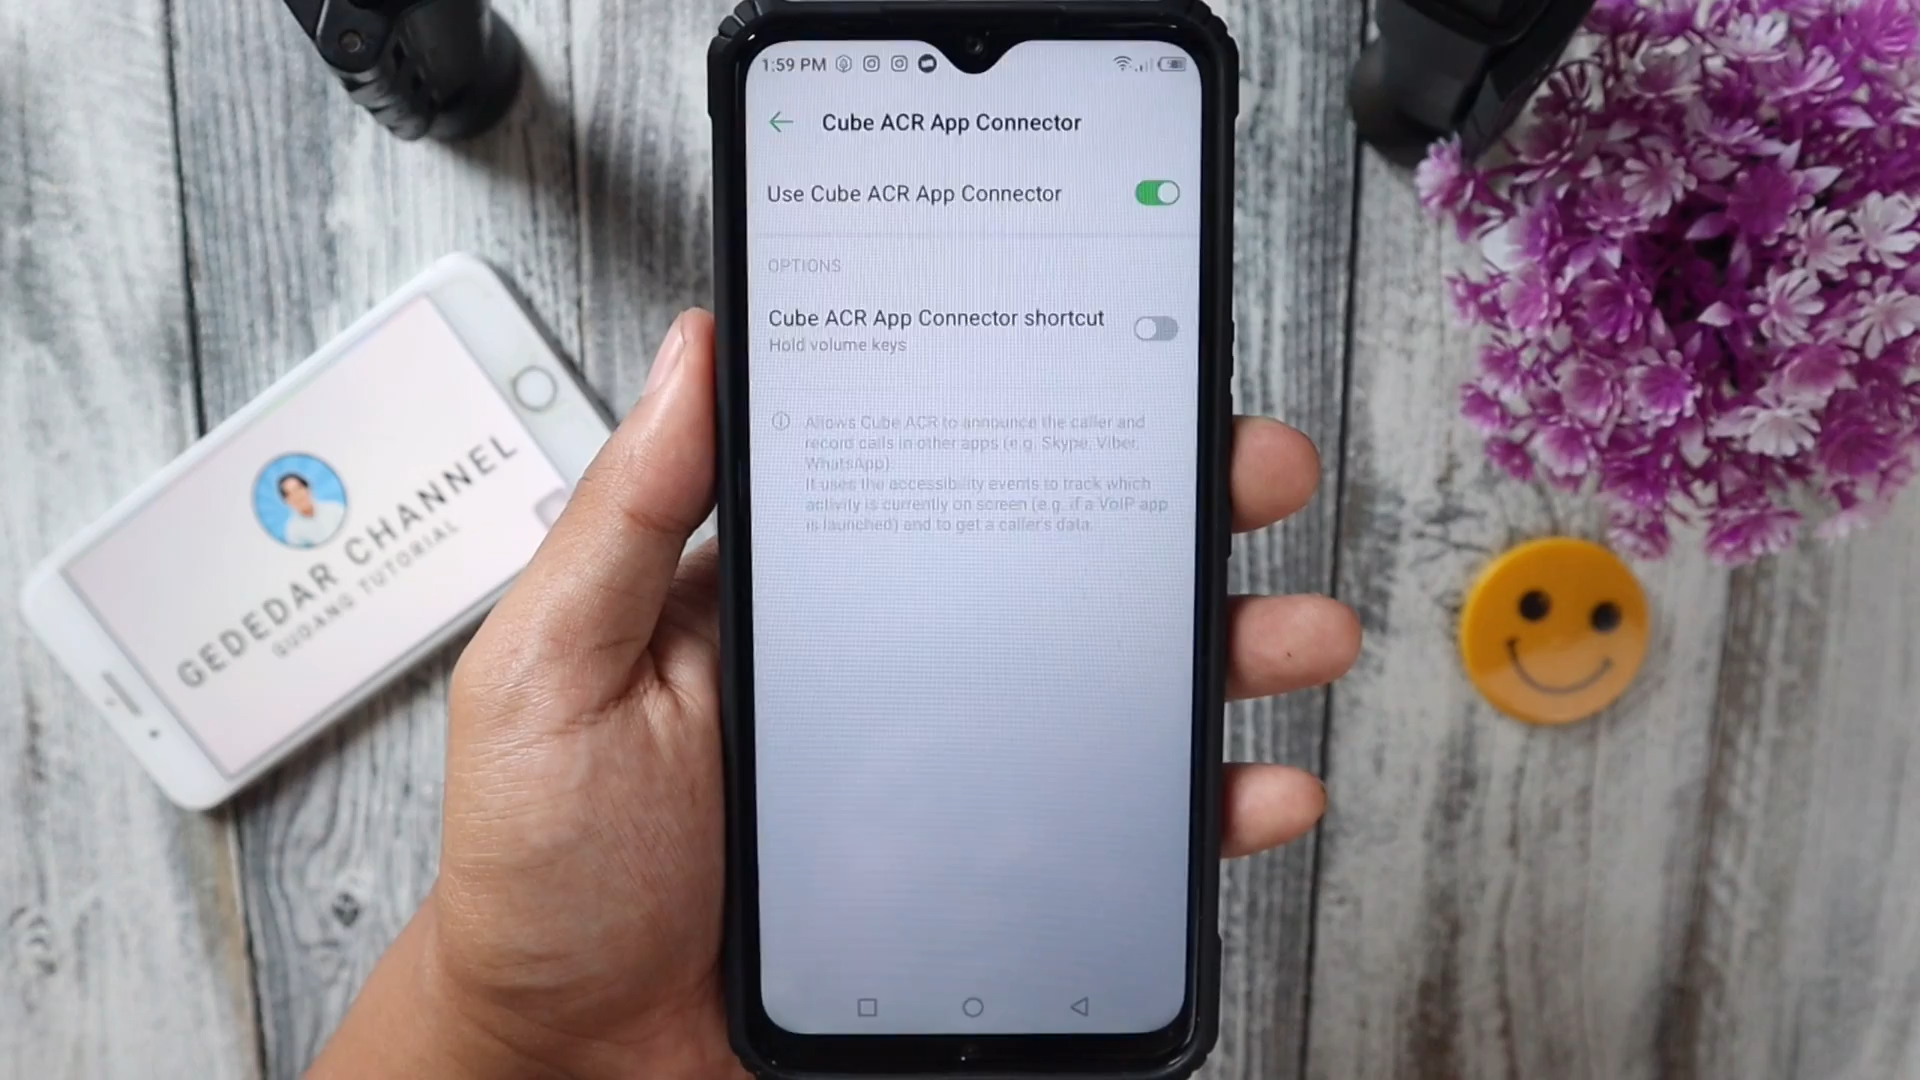 1:59 PM
Cube ACR App Connector
Use Cube ACR App Connector
OPTIONS
Cube ACR App Connector shortcut
Hold volume keys
Allows Cube ACR to announce the caller and
record calls in other apps (e.g. Skype, Viber,
WhatsApp)
It uses the accessibility events to track which
activity is currently on screen (e.g. if a VoIP app
is launched) and to get a caller's data.
GEDEDAR CHANNEL
GUDANG TUTORIAL